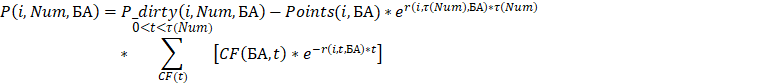 P(i, Num, БА) = P_dirty(i, Num, БА) − Points(i, БА) * e^{r(i,τ(Num),БА)*τ(Num)}
0<t<τ(Num)
* ∑ [CF(БА, t) * e^{−r(i,t,БА)*t}]
CF(t)